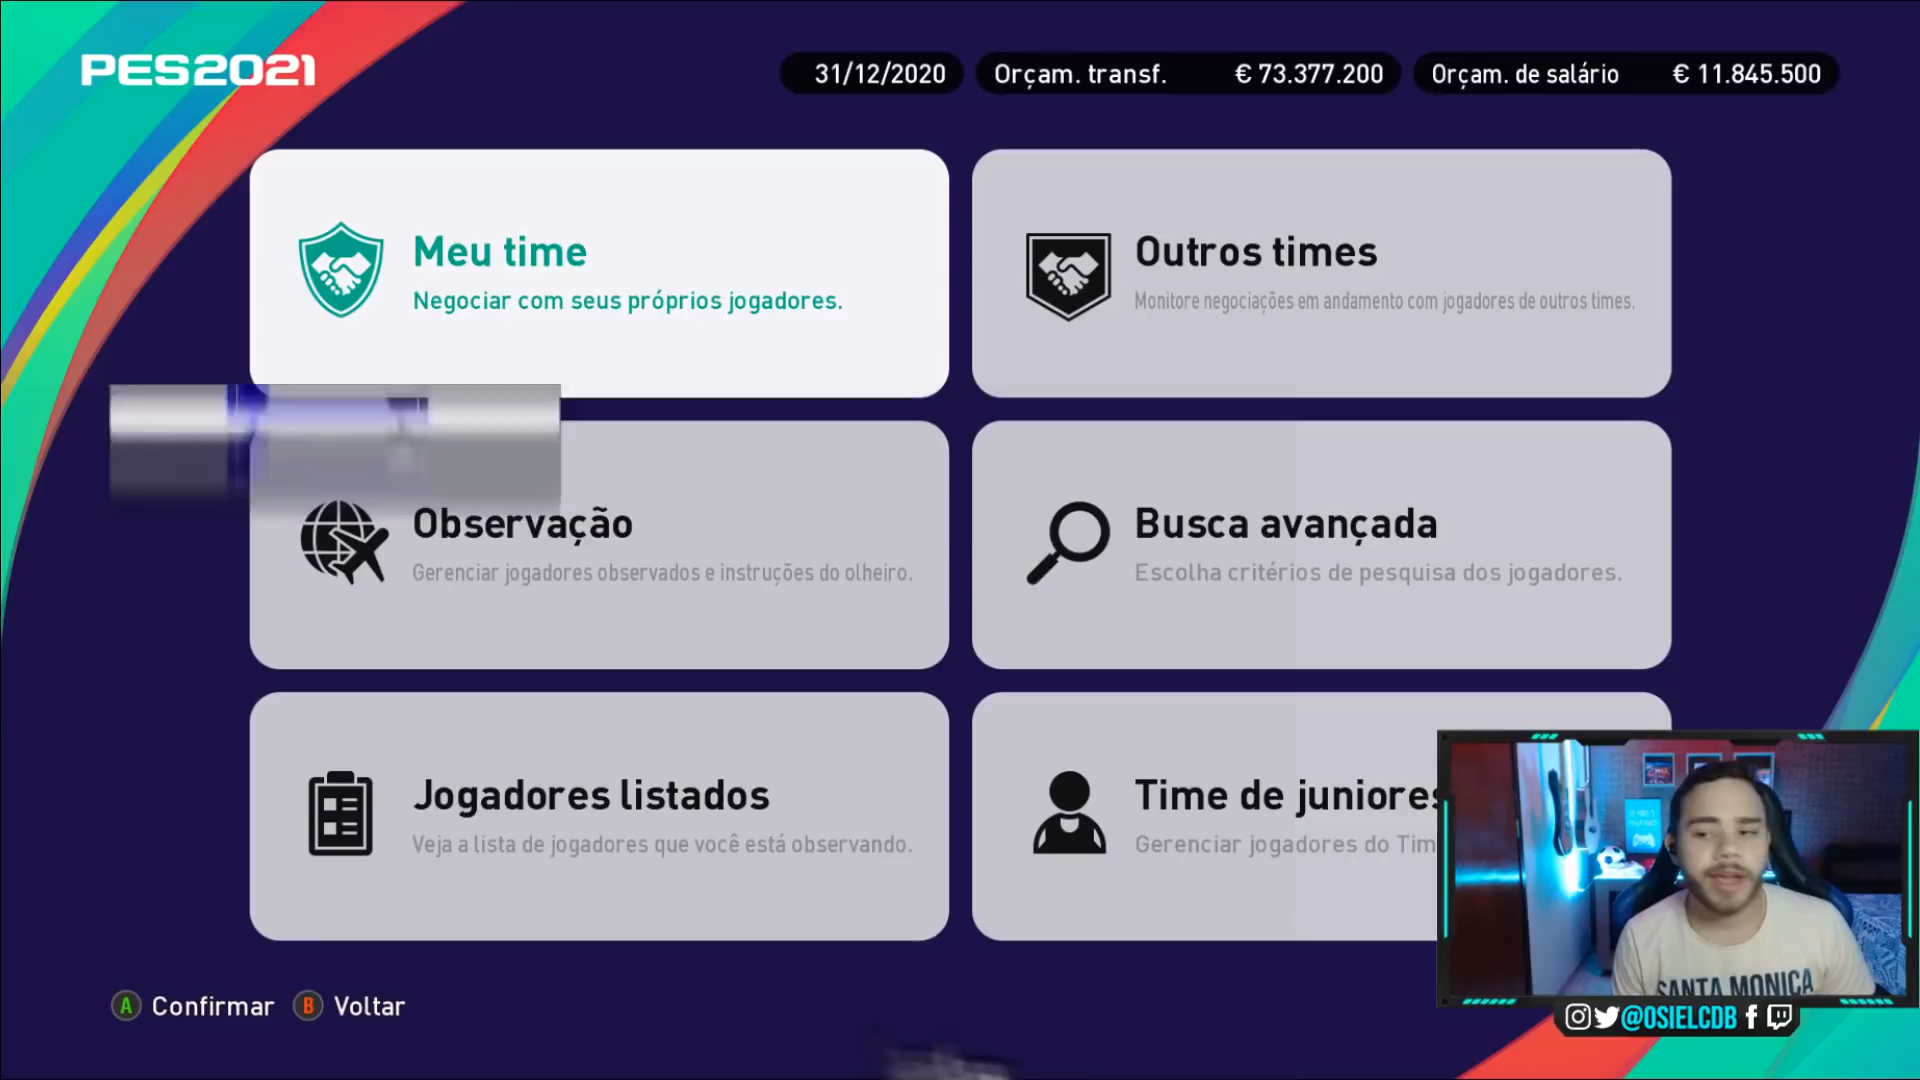 PES2021
31/12/2020
Orçam. transf. € 73.377.200
Orçam. de salário € 11.845.500
Meu time
Negociar com seus próprios jogadores.
Outros times
Monitore negociações em andamento com jogadores de outros times.
Observação
Gerenciar jogadores observados e instruções do olheiro.
Busca avançada
Escolha critérios de pesquisa dos jogadores.
Jogadores listados
Veja a lista de jogadores que você está observando.
Time de juniores
Gerenciar jogadores do Tim
SANTA MONICA
A Confirmar B Voltar
@OSIELCDB